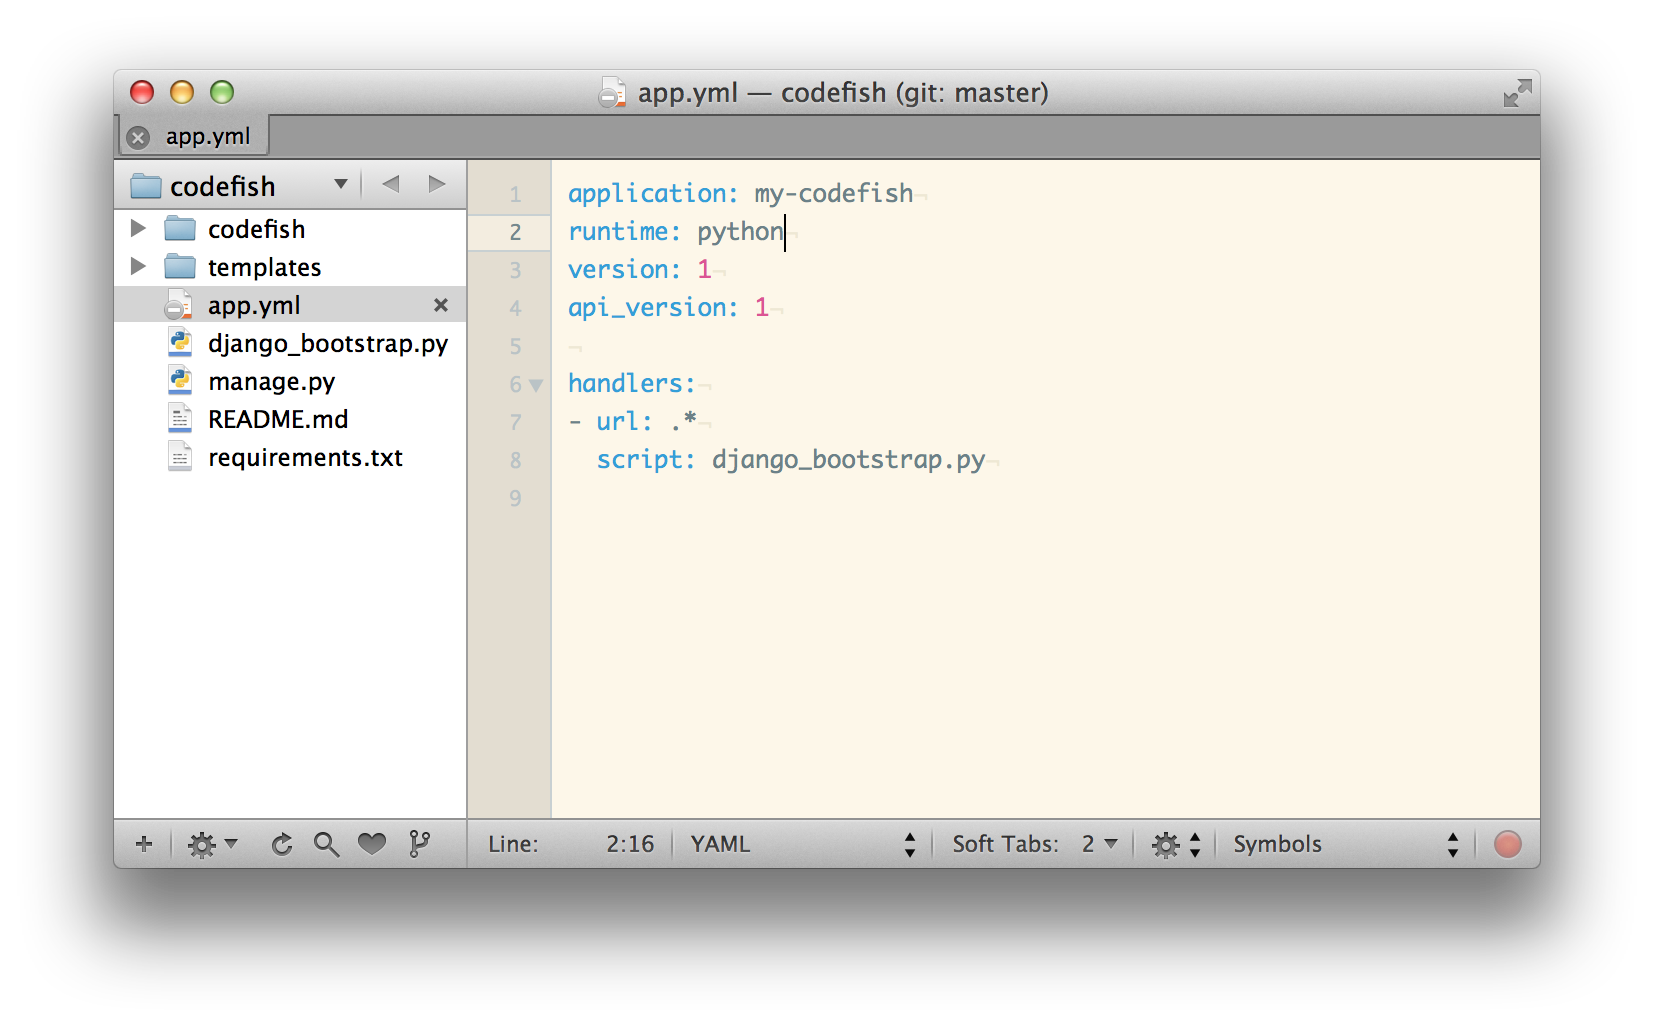 app.yml — codefish (git: master)
app.yml
codefish
codefish
templates
app.yml
django_bootstrap.py
manage.py
README.md
requirements.txt
1 application: my-codefish¬
2 runtime: python¬
3 version: 1¬
4 api_version: 1¬
5 ¬
6 handlers:¬
7 - url: .*¬
8   script: django_bootstrap.py¬
9
Line: 2:16 YAML Soft Tabs: 2 Symbols